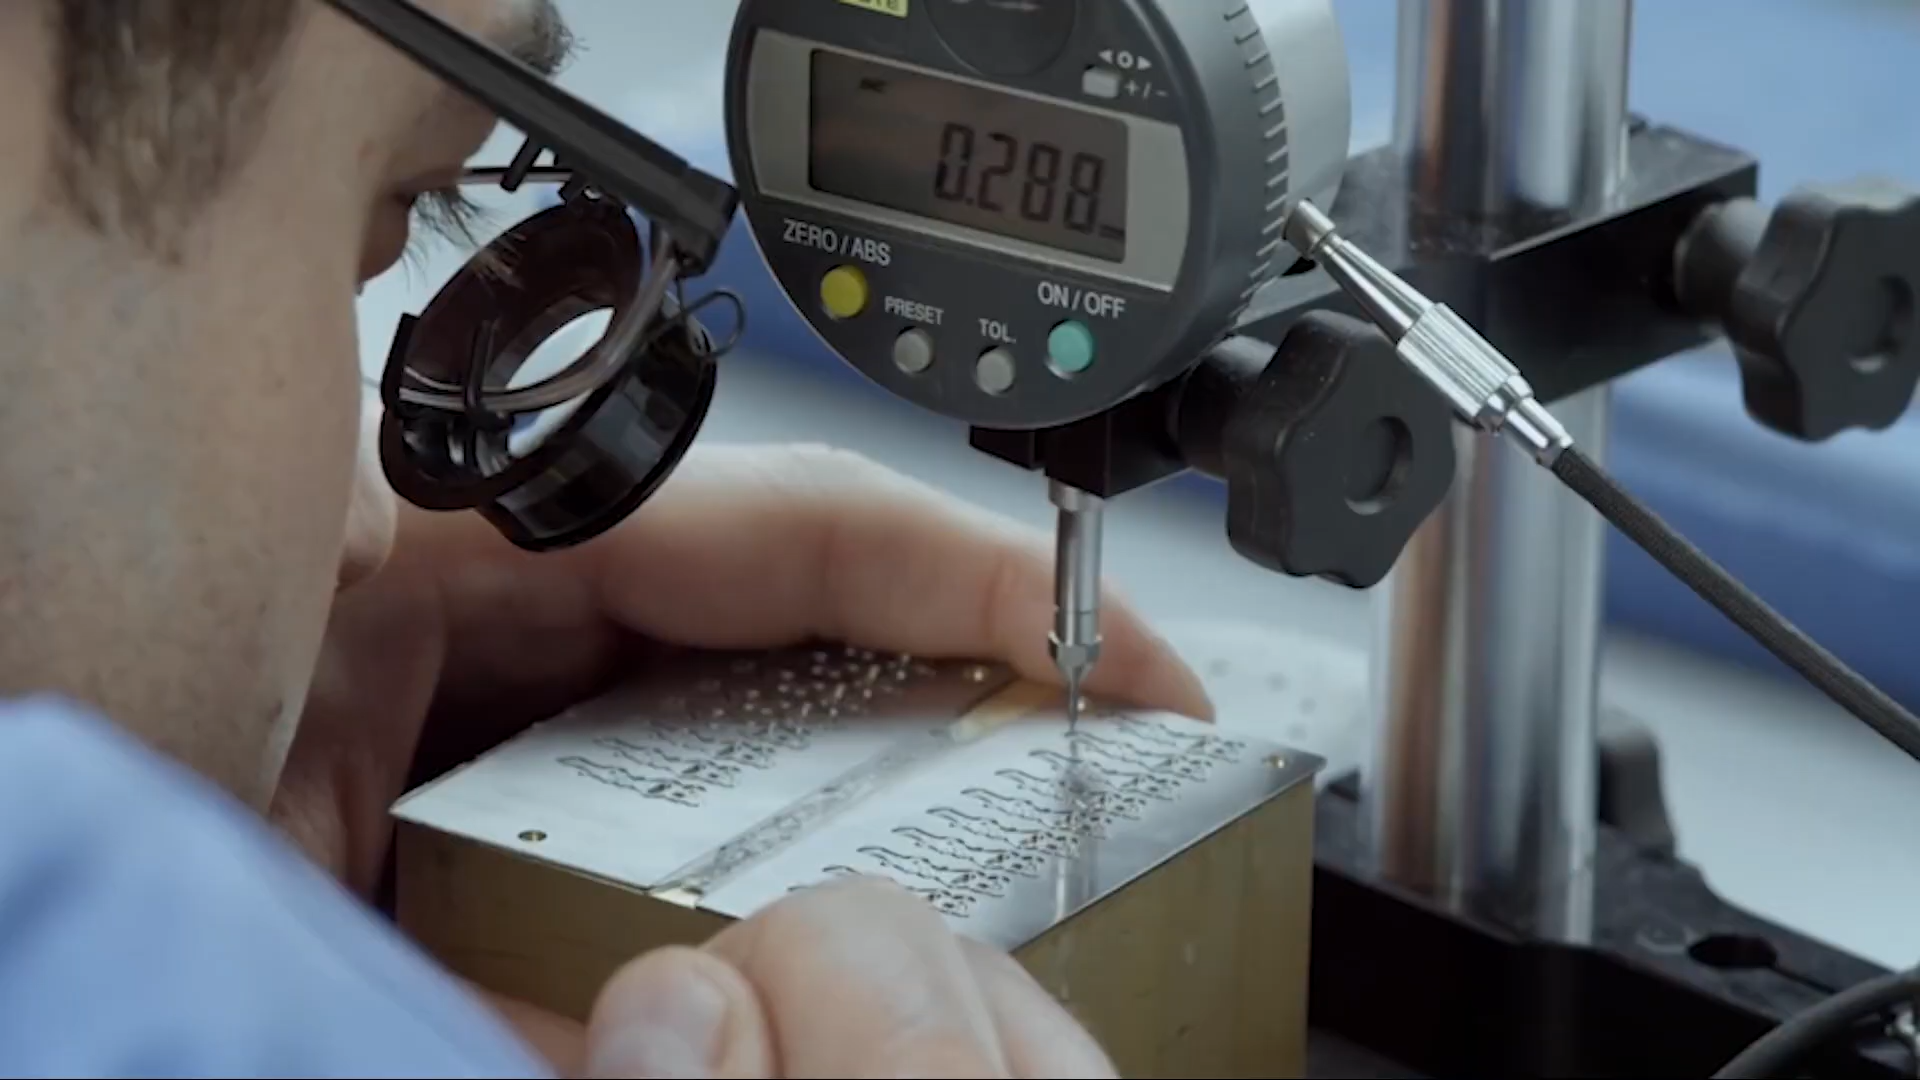 ◄O►
+/-
0.288
ZERO/ABS
PRESET
TOL.
ON/OFF